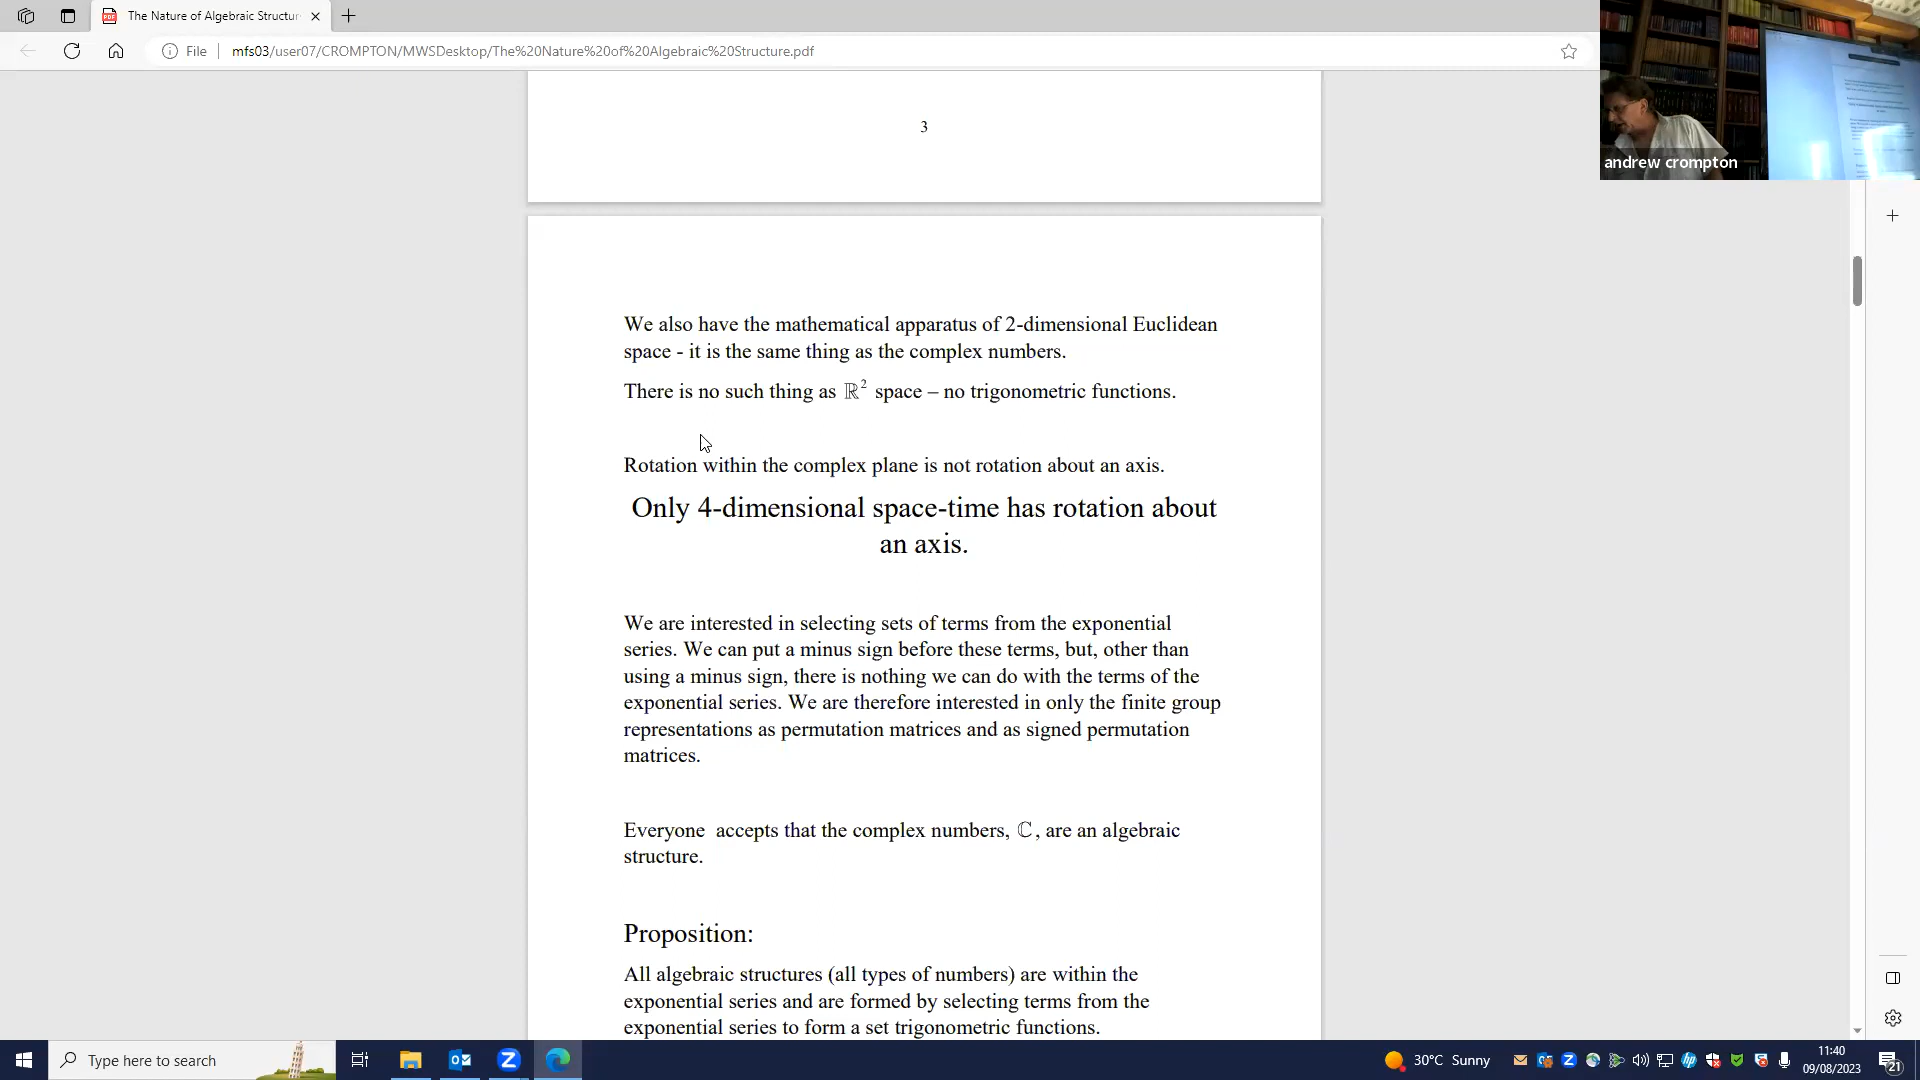 The Nature of Algebraic Structur
File
mfs03/user07/CROMPTON/MWSDesktop/The%20Nature%20of%20Algebraic%20Structure.pdf
andrew crompton
3
We also have the mathematical apparatus of 2-dimensional Euclidean
space - it is the same thing as the complex numbers.
There is no such thing as ℝ² space – no trigonometric functions.
Rotation within the complex plane is not rotation about an axis.
Only 4-dimensional space-time has rotation about
an axis.
We are interested in selecting sets of terms from the exponential
series. We can put a minus sign before these terms, but, other than
using a minus sign, there is nothing we can do with the terms of the
exponential series. We are therefore interested in only the finite group
representations as permutation matrices and as signed permutation
matrices.
Everyone accepts that the complex numbers, ℂ, are an algebraic
structure.
Proposition:
All algebraic structures (all types of numbers) are within the
exponential series and are formed by selecting terms from the
exponential series to form a set trigonometric functions.
Type here to search
30°C Sunny
11:40
09/08/2023
21